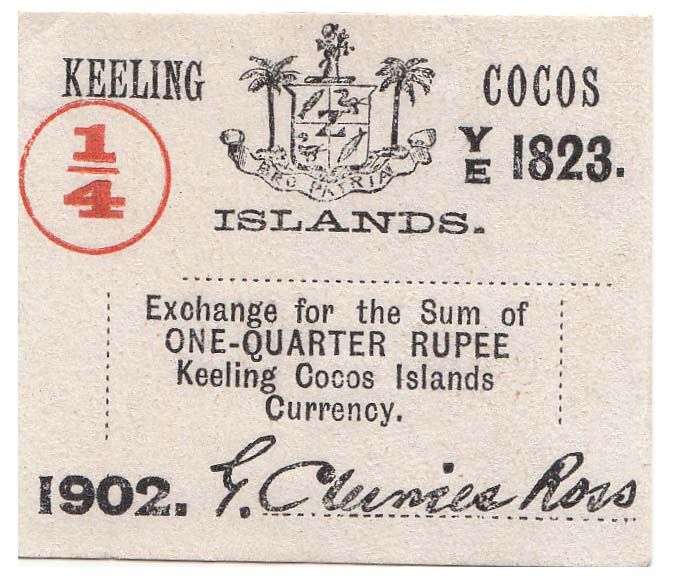 KEELING COCOS
1/4
PRO PATRIA
YE 1823.
ISLANDS.
Exchange for the Sum of
ONE-QUARTER RUPEE
Keeling Cocos Islands
Currency.
1902. G. Clunies Ross